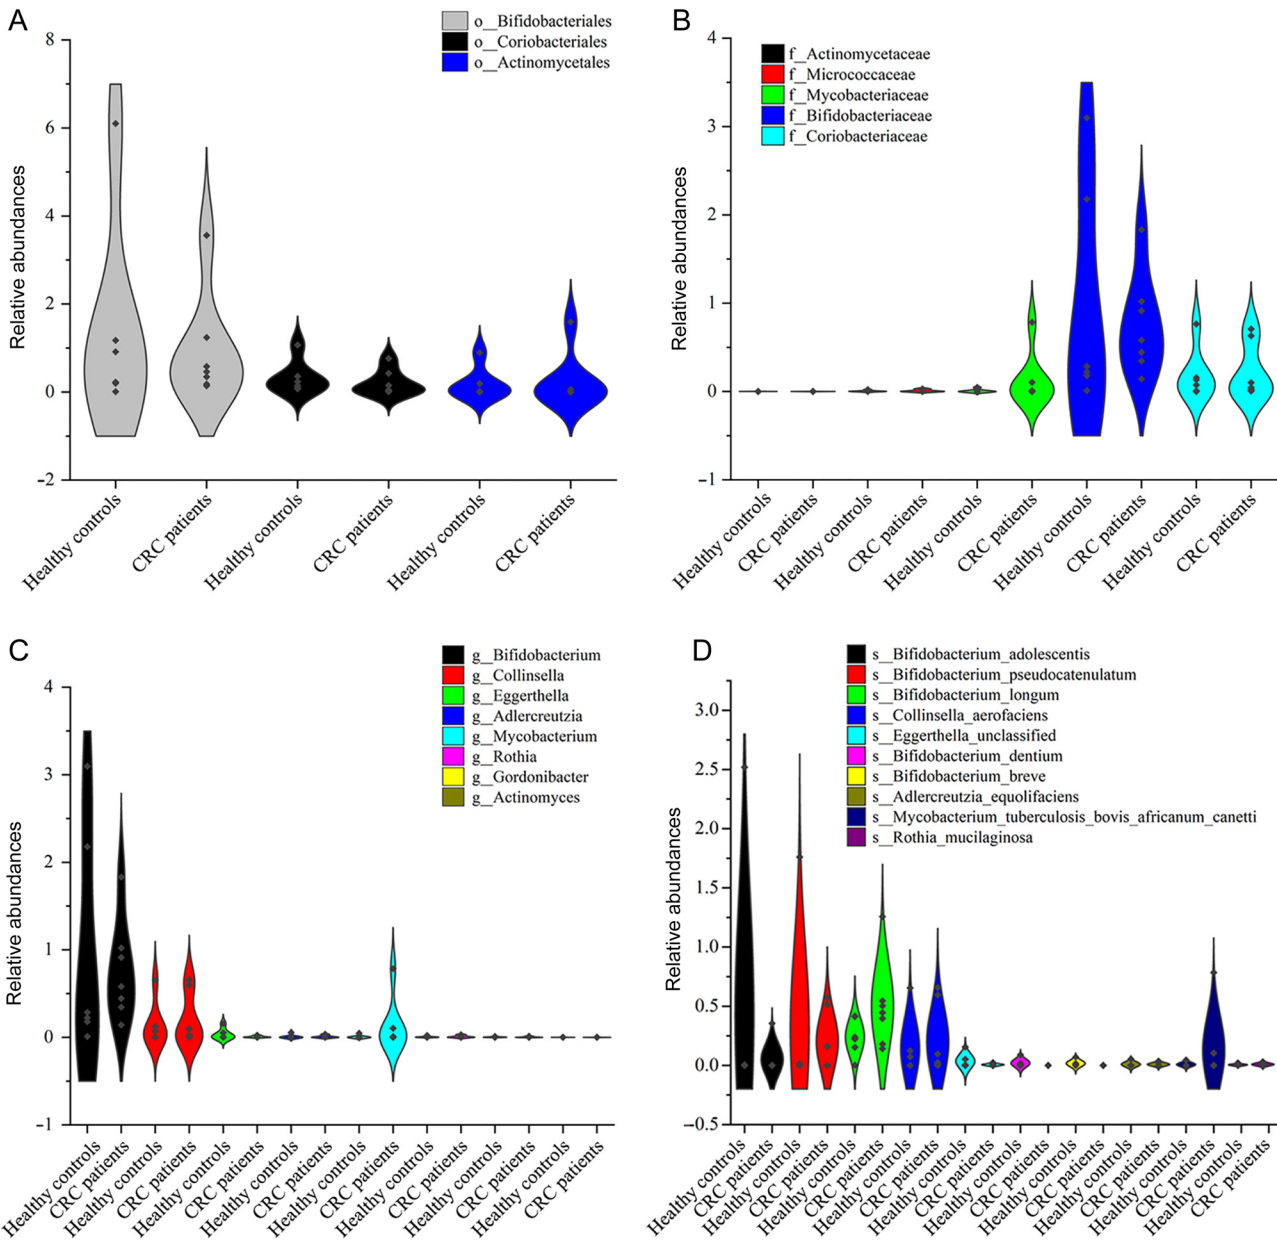 A
o__Bifidobacteriales
o__Coriobacteriales
o__Actinomycetales
Relative abundances
8
6
4
2
0
−2
Healthy controls
CRC patients
Healthy controls
CRC patients
Healthy controls
CRC patients
B
f__Actinomycetaceae
f__Micrococcaceae
f__Mycobacteriaceae
f__Bifidobacteriaceae
f__Coriobacteriaceae
Relative abundances
4
3
2
1
0
−1
Healthy controls
CRC patients
Healthy controls
CRC patients
Healthy controls
CRC patients
Healthy controls
CRC patients
Healthy controls
CRC patients
C
g__Bifidobacterium
g__Collinsella
g__Eggerthella
g__Adlercreutzia
g__Mycobacterium
g__Rothia
g__Gordonibacter
g__Actinomyces
Relative abundances
4
3
2
1
0
−1
Healthy controls
CRC patients
Healthy controls
CRC patients
Healthy controls
CRC patients
Healthy controls
CRC patients
Healthy controls
CRC patients
Healthy controls
CRC patients
Healthy controls
CRC patients
Healthy controls
CRC patients
D
s__Bifidobacterium_adolescentis
s__Bifidobacterium_pseudocatenulatum
s__Bifidobacterium_longum
s__Collinsella_aerofaciens
s__Eggerthella_unclassified
s__Bifidobacterium_dentium
s__Bifidobacterium_breve
s__Adlercreutzia_equolifaciens
s__Mycobacterium_tuberculosis_bovis_africanum_canetti
s__Rothia_mucilaginosa
Relative abundances
3.0
2.5
2.0
1.5
1.0
0.5
0.0
−0.5
Healthy controls
CRC patients
Healthy controls
CRC patients
Healthy controls
CRC patients
Healthy controls
CRC patients
Healthy controls
CRC patients
Healthy controls
CRC patients
Healthy controls
CRC patients
Healthy controls
CRC patients
Healthy controls
CRC patients
Healthy controls
CRC patients